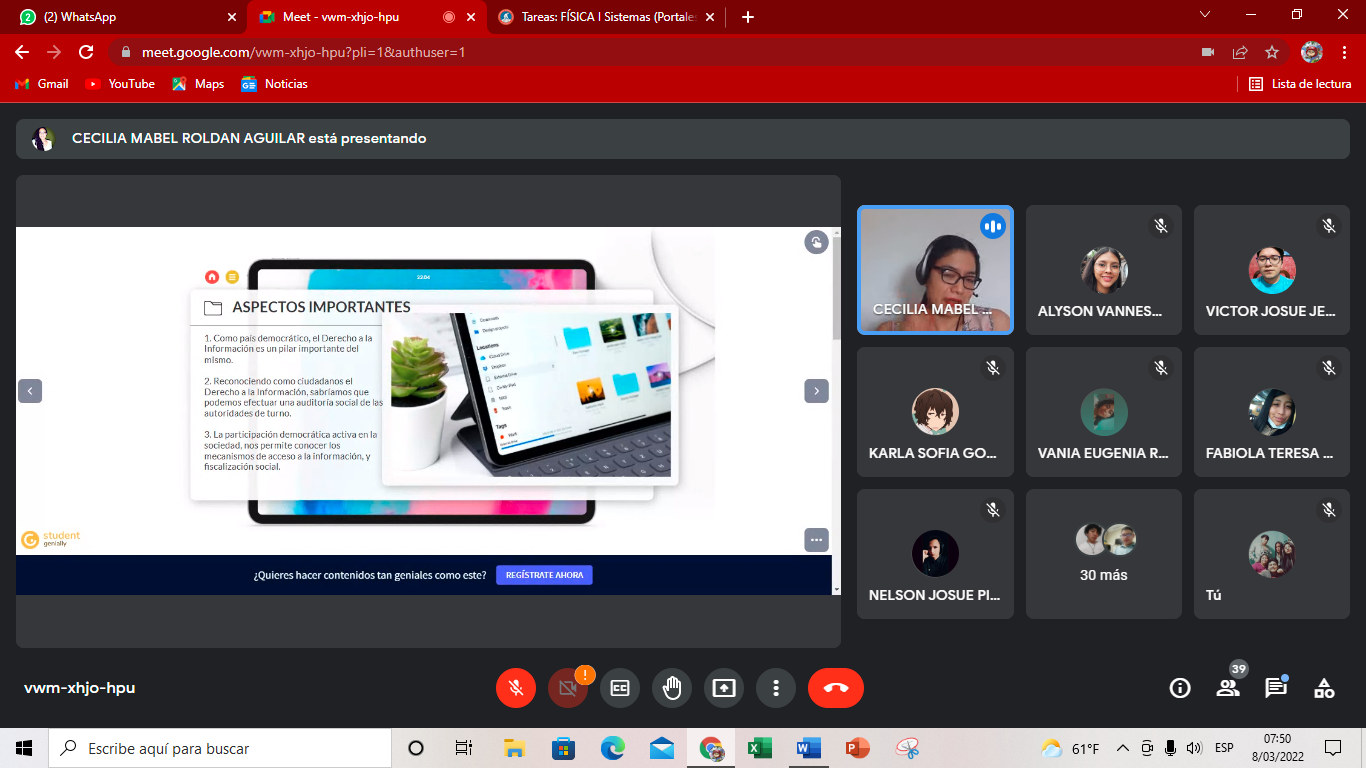 (2) WhatsApp
Meet - vwm-xhjo-hpu
Tareas: FÍSICA I Sistemas (Portales
meet.google.com/vwm-xhjo-hpu?pli=1&authuser=1
Gmail
YouTube
Maps
Noticias
Lista de lectura
CECILIA MABEL ROLDAN AGUILAR está presentando
23:04
ASPECTOS IMPORTANTES
1. Como país democrático, el Derecho a la
Información es un pilar importante del
mismo.
2. Reconociendo como ciudadanos el
Derecho a la Información, sabríamos que
podemos efectuar una auditoría social de las
autoridades de turno.
3. La participación democrática activa en la
sociedad, nos permite conocer los
mecanismos de acceso a la información, y
fiscalización social.
Locations
Tags
student
genially
¿Quieres hacer contenidos tan geniales como este?
REGÍSTRATE AHORA
CECILIA MABEL ...
ALYSON VANNES...
VICTOR JOSUE JE...
KARLA SOFIA GO...
VANIA EUGENIA R...
FABIOLA TERESA ...
NELSON JOSUE PI...
30 más
Tú
vwm-xhjo-hpu
39
Escribe aquí para buscar
61°F
ESP
07:50
8/03/2022